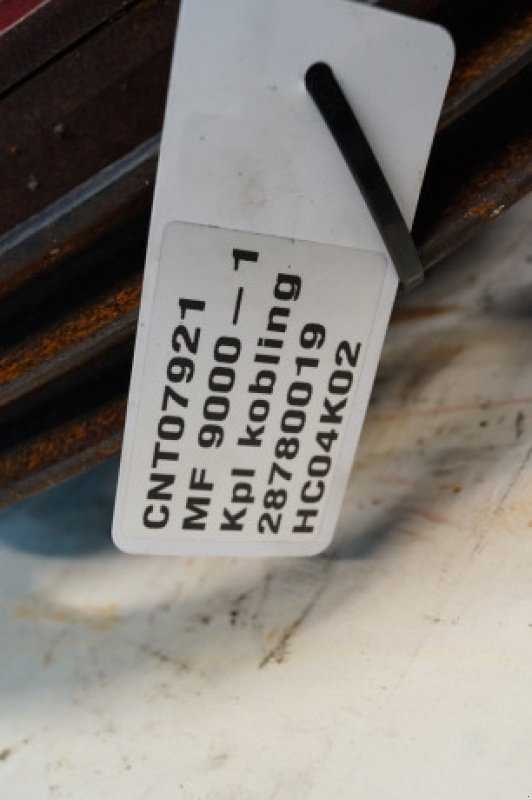 CNT07921
MF 9000 – 1
Kpl kobling
28780019
HC04K02